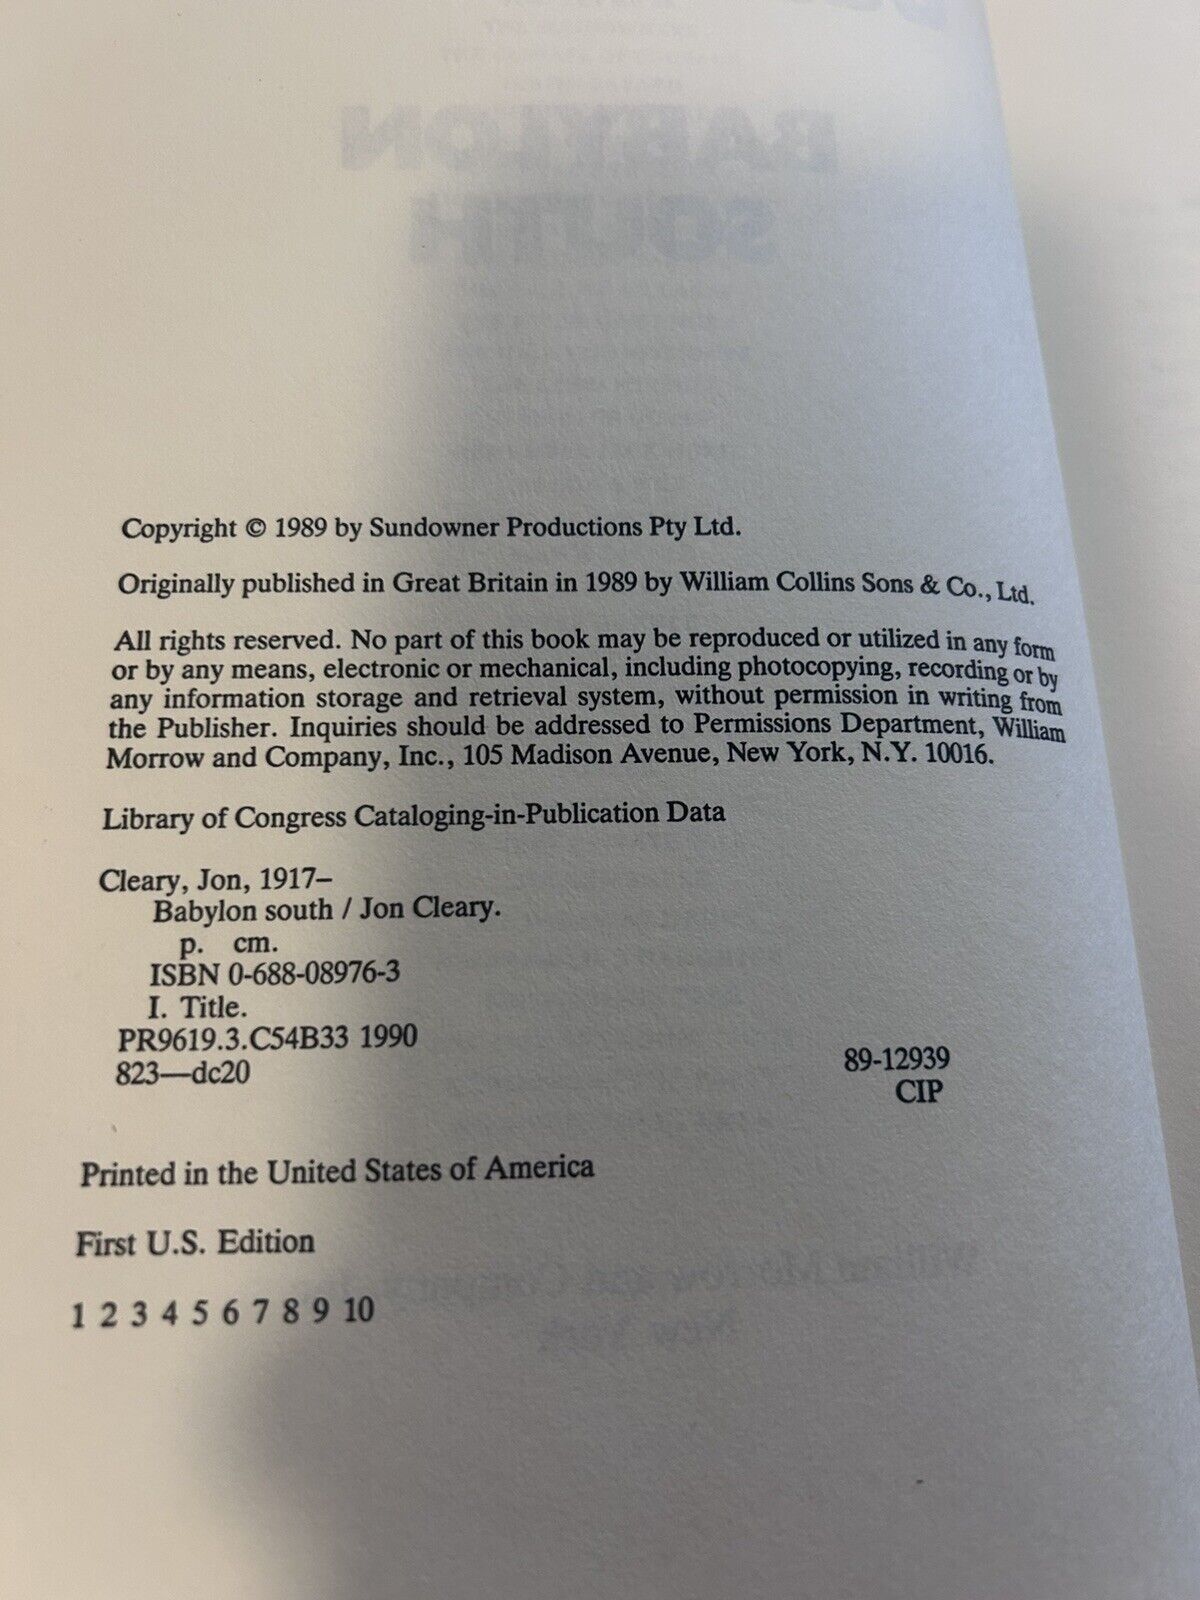 Copyright © 1989 by Sundowner Productions Pty Ltd.
Originally published in Great Britain in 1989 by William Collins Sons & Co., Ltd.
All rights reserved. No part of this book may be reproduced or utilized in any form
or by any means, electronic or mechanical, including photocopying, recording or by
any information storage and retrieval system, without permission in writing from
the Publisher. Inquiries should be addressed to Permissions Department, William
Morrow and Company, Inc., 105 Madison Avenue, New York, N.Y. 10016.
Library of Congress Cataloging-in-Publication Data
Cleary, Jon, 1917–
Babylon south / Jon Cleary.
p. cm.
ISBN 0-688-08976-3
I. Title.
PR9619.3.C54B33 1990
823—dc20
89-12939
CIP
Printed in the United States of America
First U.S. Edition
1 2 3 4 5 6 7 8 9 10